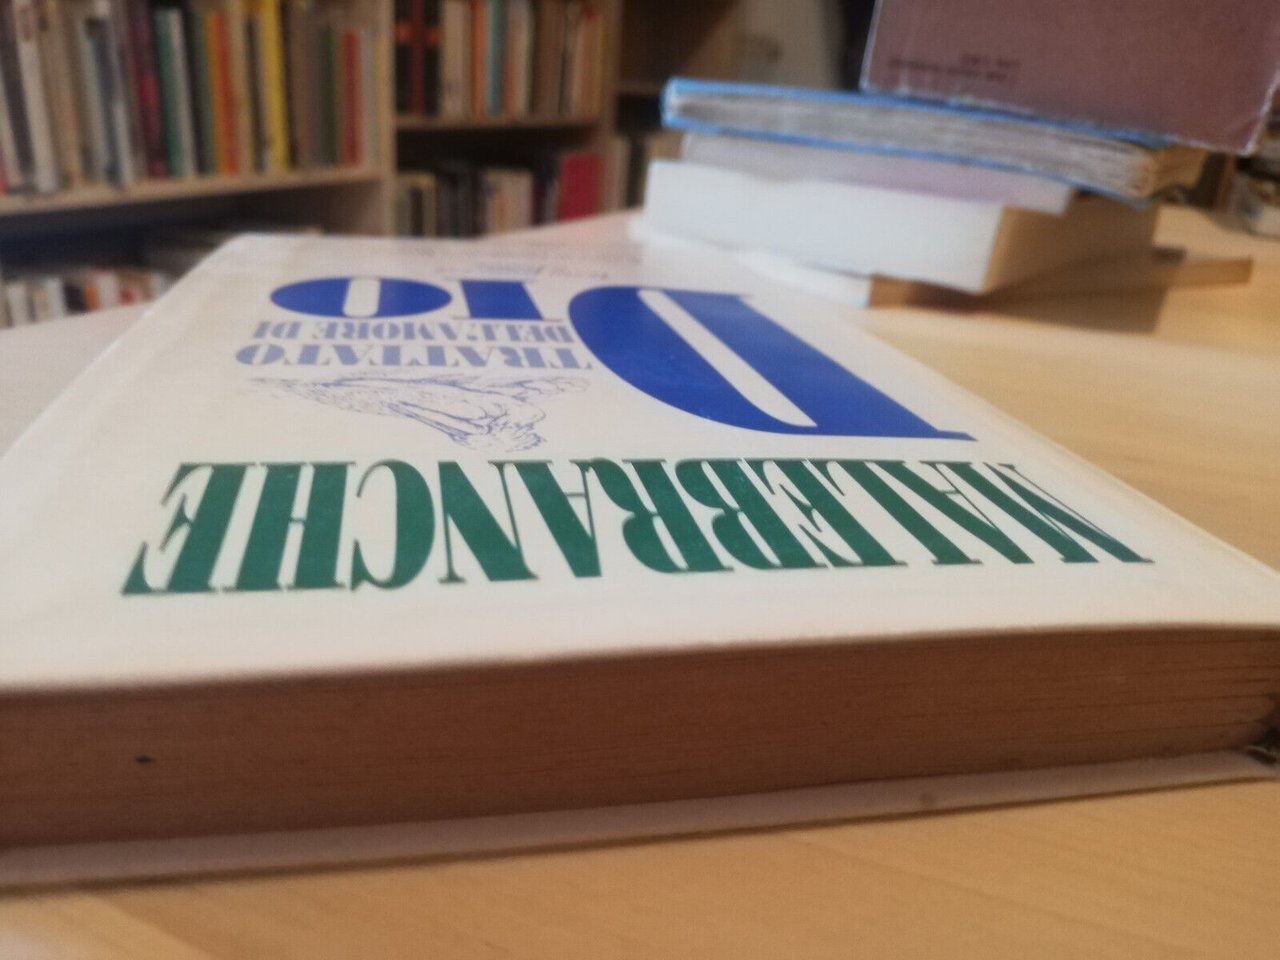 MALEBRANCHE
TRATTATO
DELL'AMORE DI
DIO